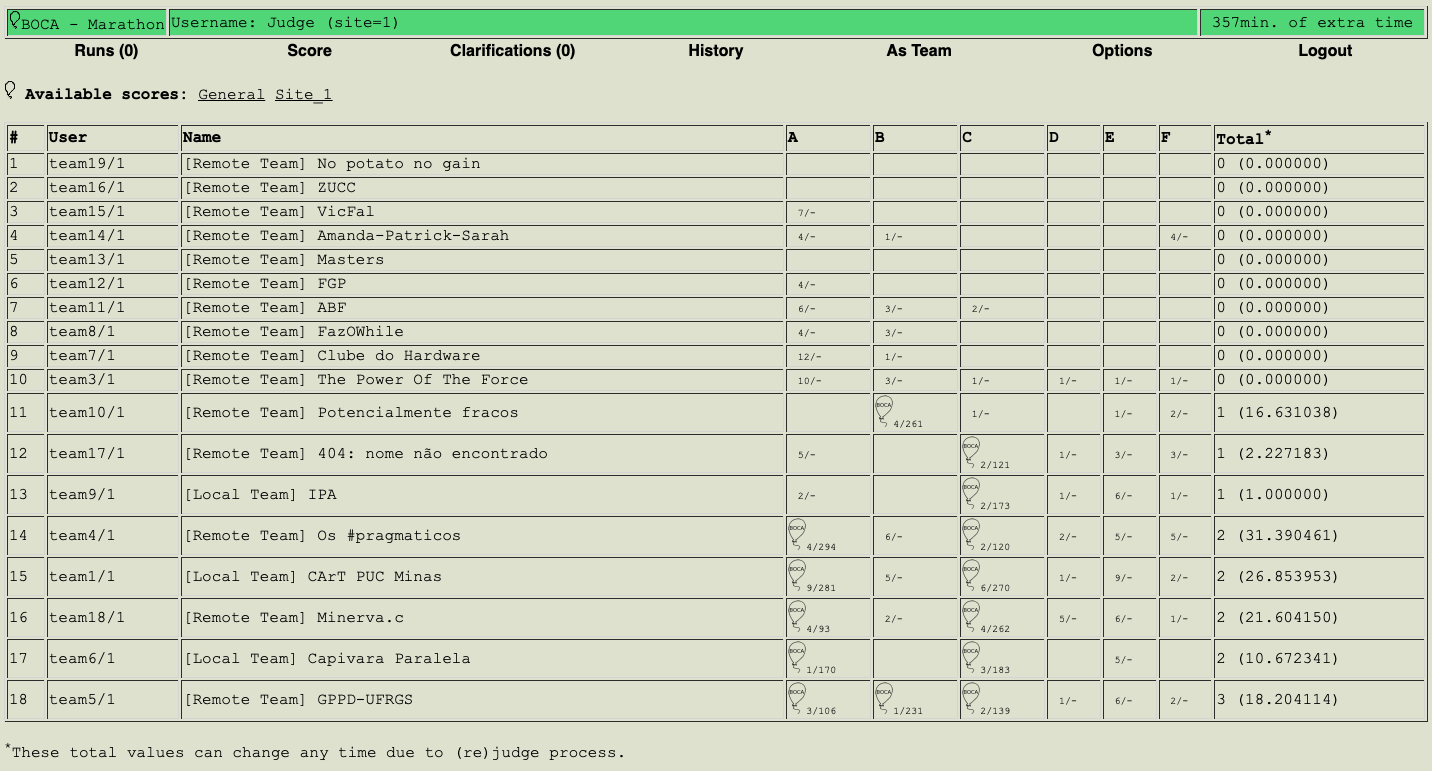 BOCA - Marathon Username: Judge (site=1) 357min. of extra time
Runs (0) Score Clarifications (0) History As Team Options Logout
Available scores: General Site_1
# User Name A B C D E F Total*
1 team19/1 [Remote Team] No potato no gain 0 (0.000000)
2 team16/1 [Remote Team] ZUCC 0 (0.000000)
3 team15/1 [Remote Team] VicFal 7/- 0 (0.000000)
4 team14/1 [Remote Team] Amanda-Patrick-Sarah 4/- 1/- 4/- 0 (0.000000)
5 team13/1 [Remote Team] Masters 0 (0.000000)
6 team12/1 [Remote Team] FGP 4/- 0 (0.000000)
7 team11/1 [Remote Team] ABF 6/- 3/- 2/- 0 (0.000000)
8 team8/1 [Remote Team] FazOWhile 4/- 3/- 0 (0.000000)
9 team7/1 [Remote Team] Clube do Hardware 12/- 1/- 0 (0.000000)
10 team3/1 [Remote Team] The Power Of The Force 10/- 3/- 1/- 1/- 1/- 1/- 0 (0.000000)
11 team10/1 [Remote Team] Potencialmente fracos BOCA 4/261 1/- 1/- 2/- 1 (16.631038)
12 team17/1 [Remote Team] 404: nome não encontrado 5/- BOCA 2/121 1/- 3/- 3/- 1 (2.227183)
13 team9/1 [Local Team] IPA 2/- BOCA 2/173 1/- 6/- 1/- 1 (1.000000)
14 team4/1 [Remote Team] Os #pragmaticos BOCA 4/294 6/- BOCA 2/120 2/- 5/- 5/- 2 (31.390461)
15 team1/1 [Local Team] CArT PUC Minas BOCA 9/281 5/- BOCA 6/270 1/- 9/- 2/- 2 (26.853953)
16 team18/1 [Remote Team] Minerva.c BOCA 4/93 2/- BOCA 4/262 5/- 6/- 1/- 2 (21.604150)
17 team6/1 [Local Team] Capivara Paralela BOCA 1/170 BOCA 3/183 5/- 2 (10.672341)
18 team5/1 [Remote Team] GPPD-UFRGS BOCA 3/106 BOCA 1/231 BOCA 2/139 1/- 6/- 2/- 3 (18.204114)
*These total values can change any time due to (re)judge process.